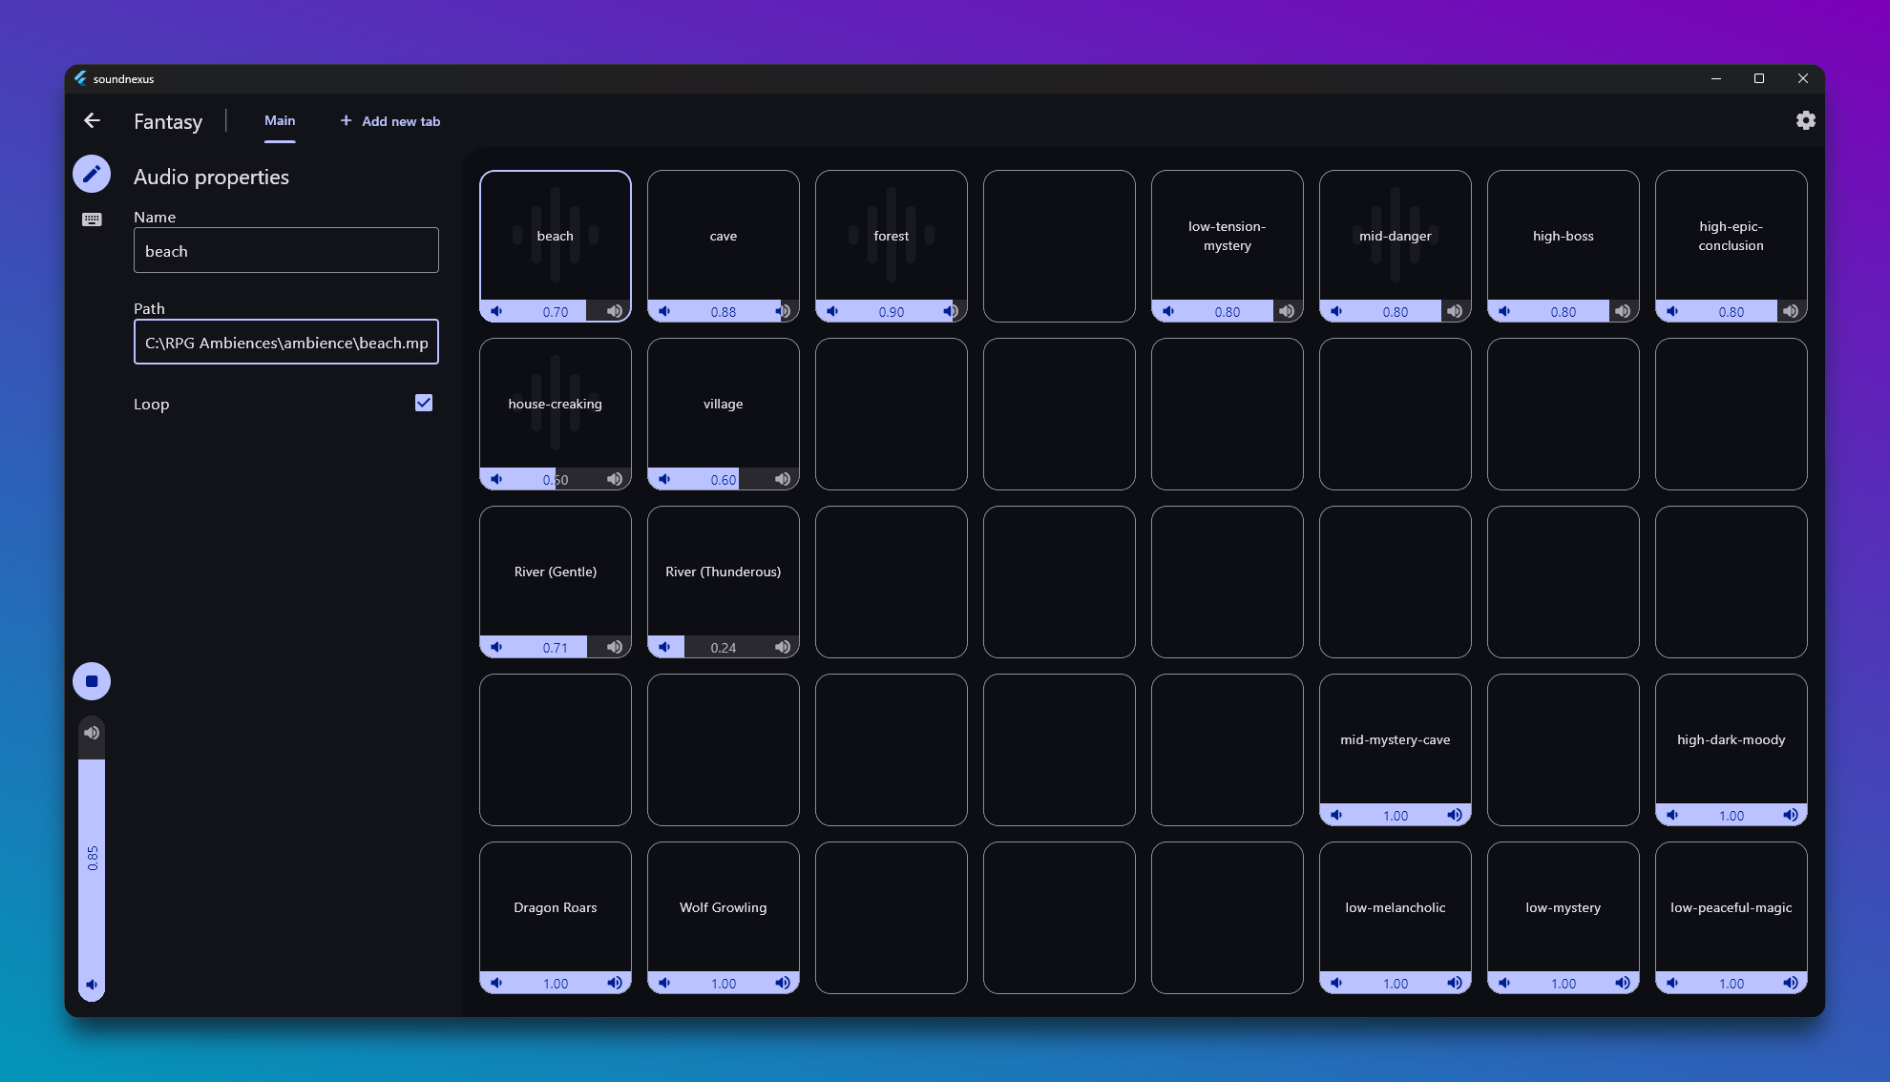 soundnexus
Fantasy
Main
+ Add new tab
Audio properties
Name
beach
Path
C:\RPG Ambiences\ambience\beach.mp
Loop
0.85
beach
0.70
cave
0.88
forest
0.90
low-tension-
mystery
0.80
mid-danger
0.80
high-boss
0.80
high-epic-
conclusion
0.80
house-creaking
0.50
village
0.60
River (Gentle)
0.71
River (Thunderous)
0.24
mid-mystery-cave
1.00
high-dark-moody
1.00
Dragon Roars
1.00
Wolf Growling
1.00
low-melancholic
1.00
low-mystery
1.00
low-peaceful-magic
1.00